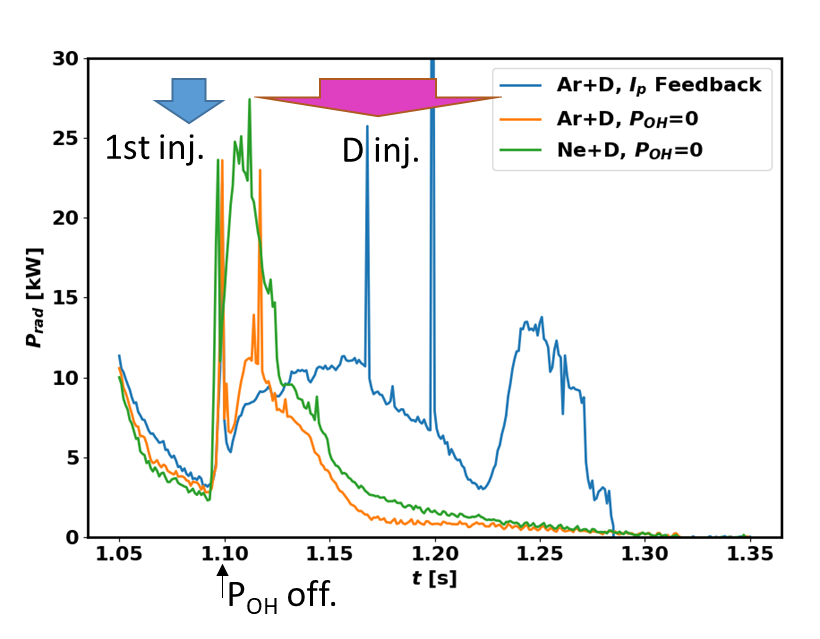 30
25
20
15
10
5
0
P_rad [kW]
1.05 1.10 1.15 1.20 1.25 1.30 1.35
t [s]
Ar+D, I_p Feedback
Ar+D, P_OH=0
Ne+D, P_OH=0
1st inj.
D inj.
P_OH off.